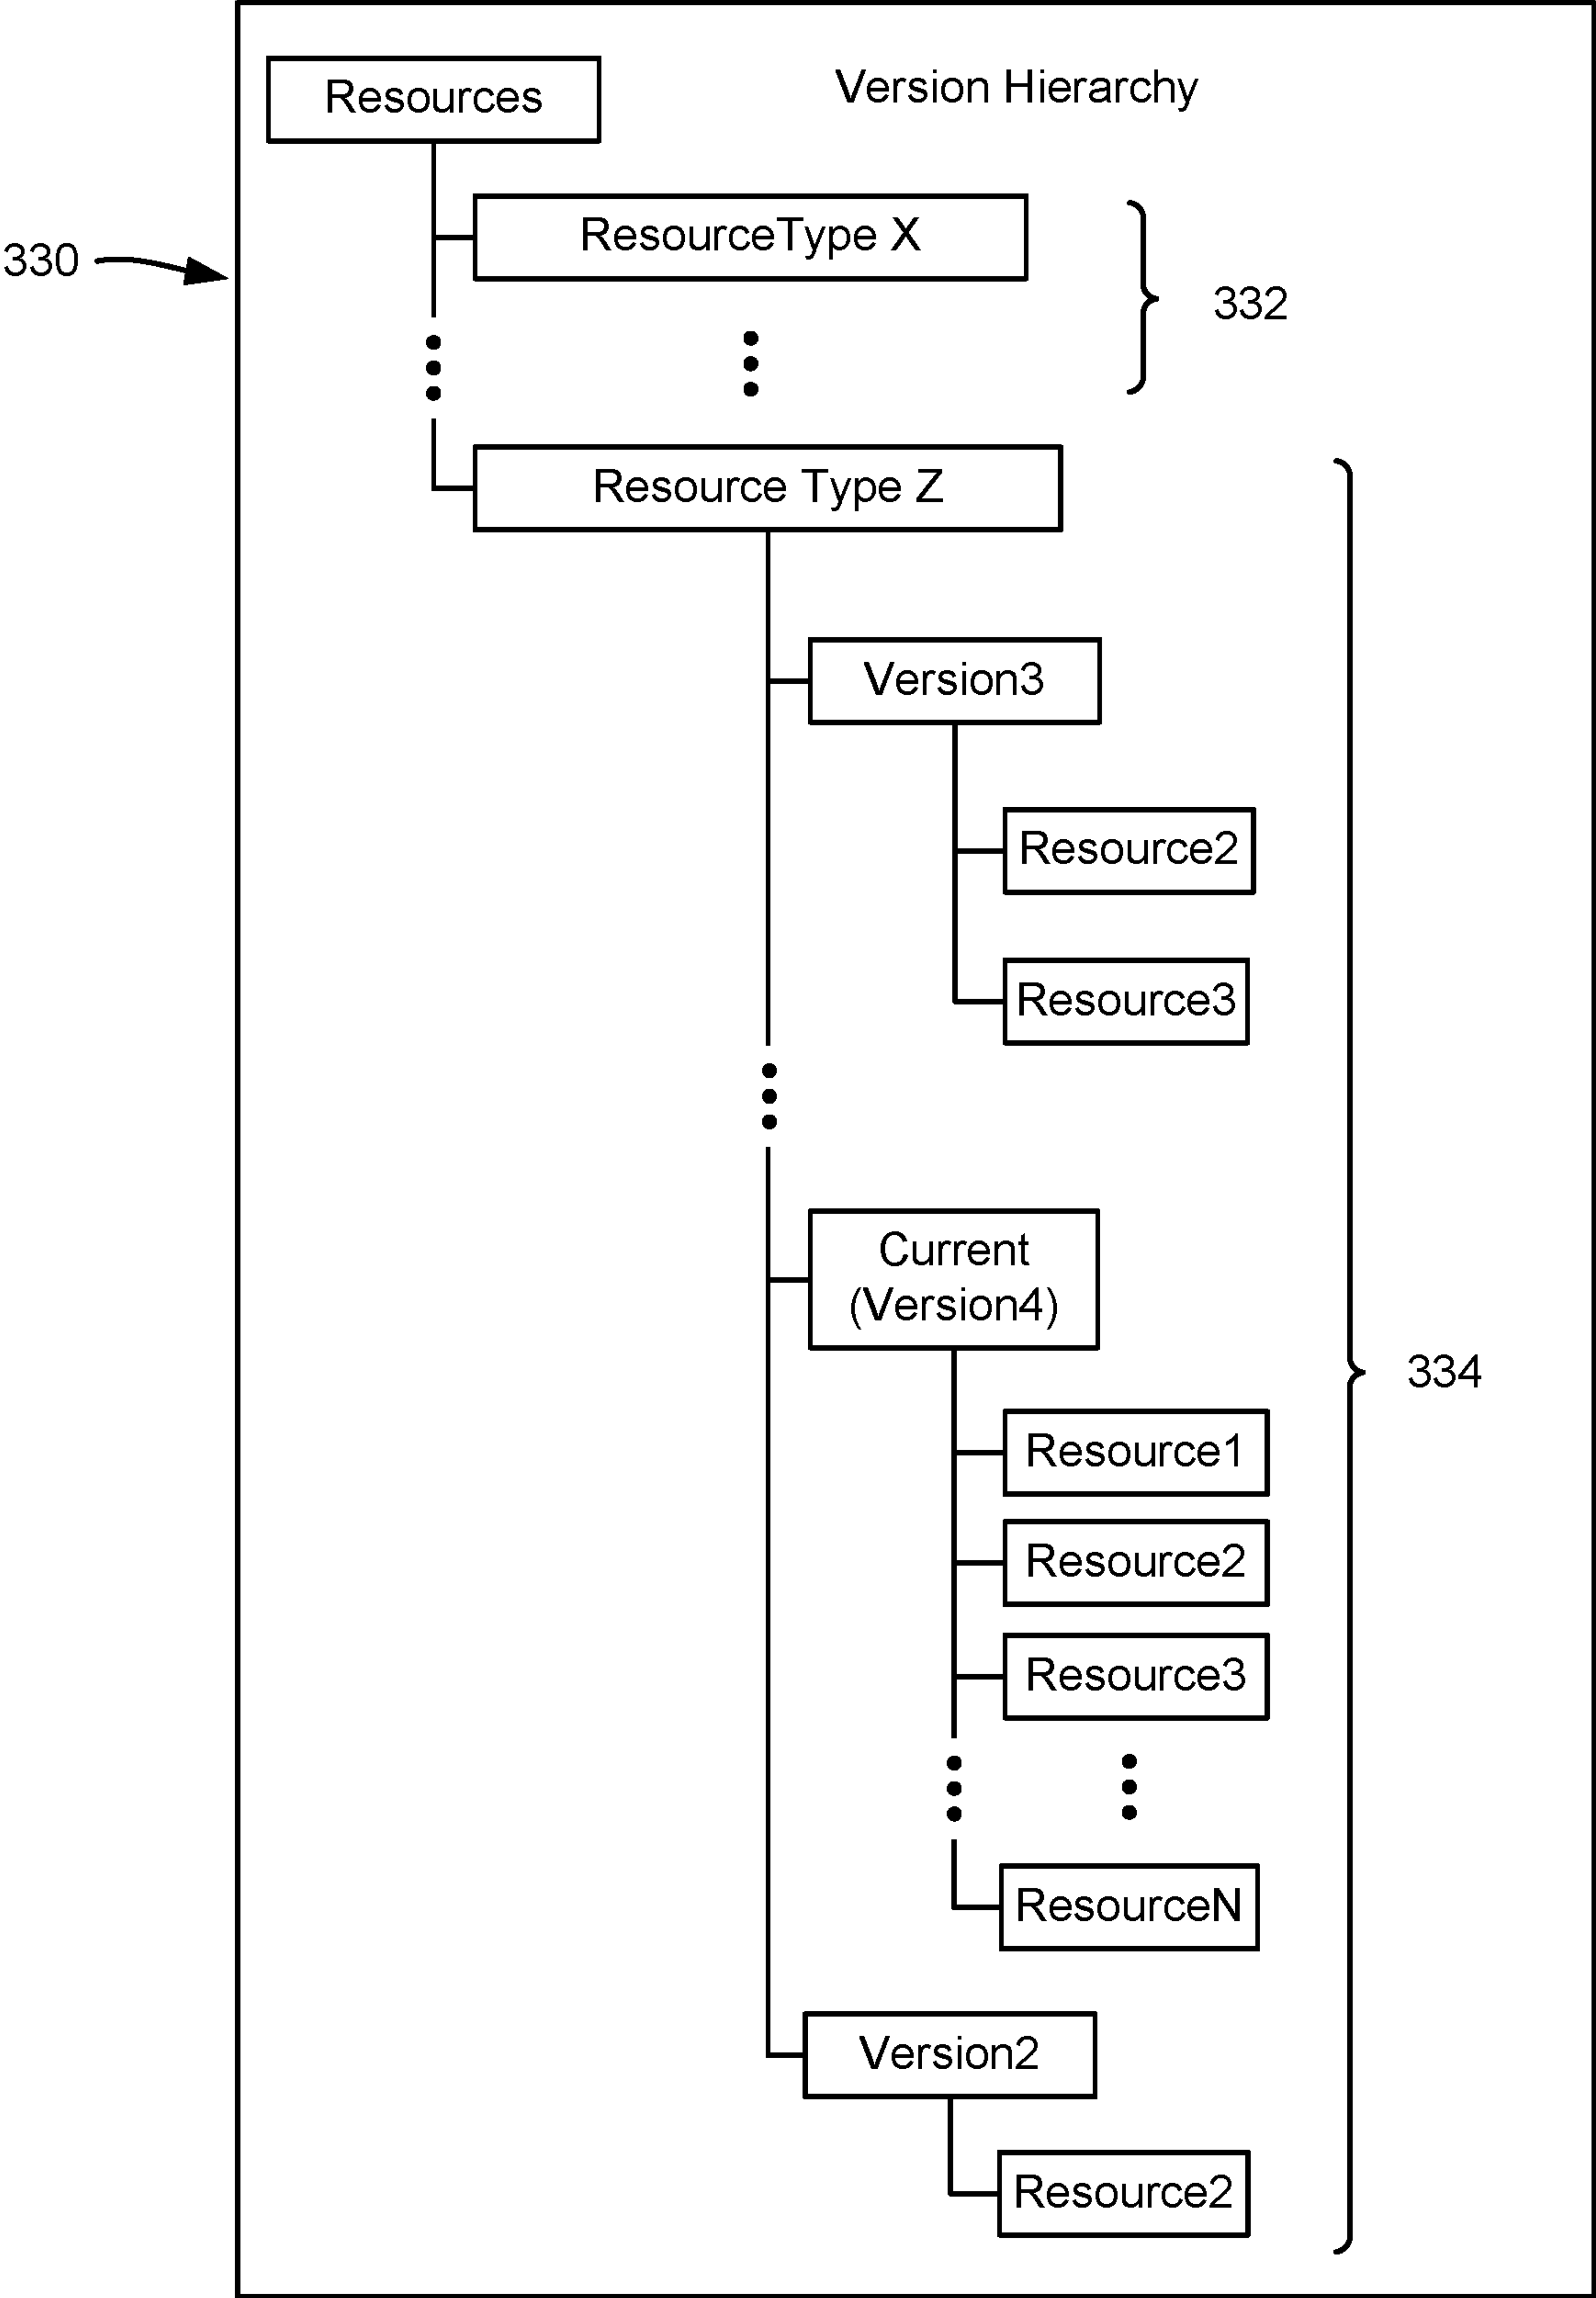 Resources
Version Hierarchy
ResourceType X
330
332
Resource Type Z
Version3
Resource2
Resource3
Current
(Version4)
334
Resource1
Resource2
Resource3
ResourceN
Version2
Resource2